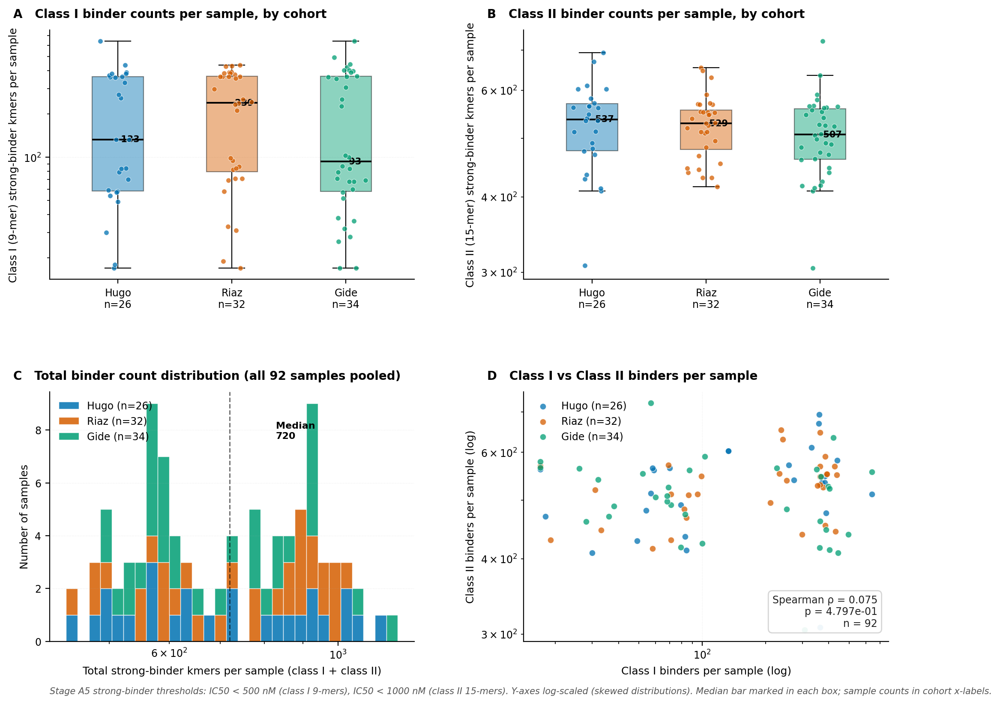 A Class I binder counts per sample, by cohort
Class I (9-mer) strong-binder kmers per sample
10²
133
239
93
Hugo
n=26
Riaz
n=32
Gide
n=34
B Class II binder counts per sample, by cohort
Class II (15-mer) strong-binder kmers per sample
6 × 10²
4 × 10²
3 × 10²
537
529
507
Hugo
n=26
Riaz
n=32
Gide
n=34
C Total binder count distribution (all 92 samples pooled)
Number of samples
8
6
4
2
0
Hugo (n=26)
Riaz (n=32)
Gide (n=34)
Median
720
6 × 10²
10³
Total strong-binder kmers per sample (class I + class II)
D Class I vs Class II binders per sample
Class II binders per sample (log)
6 × 10²
4 × 10²
3 × 10²
Hugo (n=26)
Riaz (n=32)
Gide (n=34)
Spearman ρ = 0.075
p = 4.797e-01
n = 92
10²
Class I binders per sample (log)
Stage A5 strong-binder thresholds: IC50 < 500 nM (class I 9-mers), IC50 < 1000 nM (class II 15-mers). Y-axes log-scaled (skewed distributions). Median bar marked in each box; sample counts in cohort x-labels.